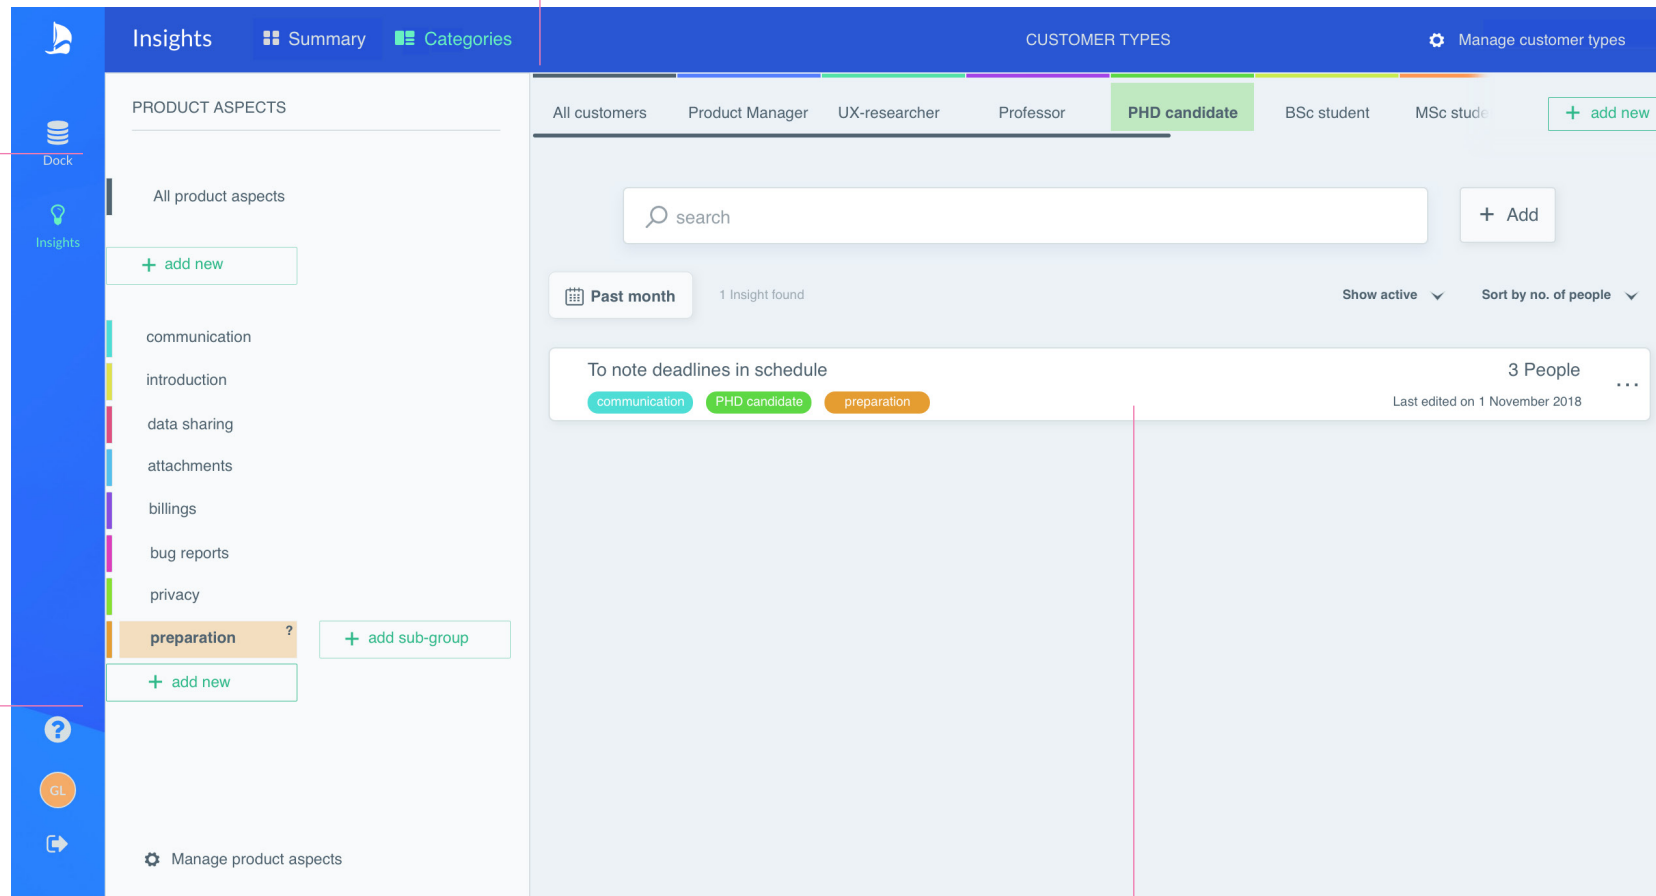 Insights
Summary
Categories
CUSTOMER TYPES
Manage customer types
Dock
Insights
?
GL
PRODUCT ASPECTS
All product aspects
+ add new
communication
introduction
data sharing
attachments
billings
bug reports
privacy
preparation ?
+ add sub-group
+ add new
Manage product aspects
All customers
Product Manager
UX-researcher
Professor
PHD candidate
BSc student
MSc stude
+ add new
search
+ Add
Past month
1 Insight found
Show active
Sort by no. of people
To note deadlines in schedule
3 People
...
communication
PHD candidate
preparation
Last edited on 1 November 2018